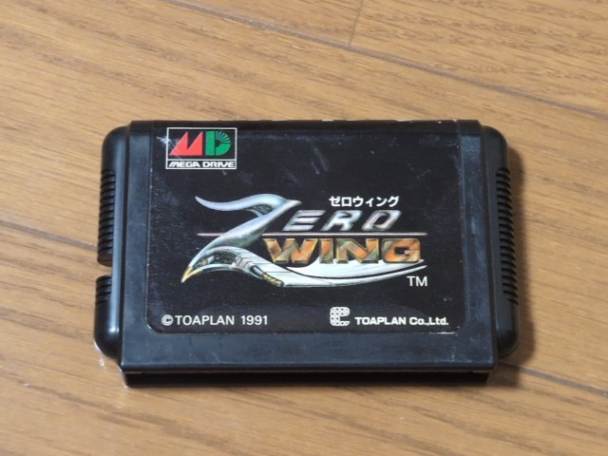 MD
MEGA DRIVE
ゼロウィング
ZERO
WING
TM
©TOAPLAN 1991
TOAPLAN Co.,Ltd.